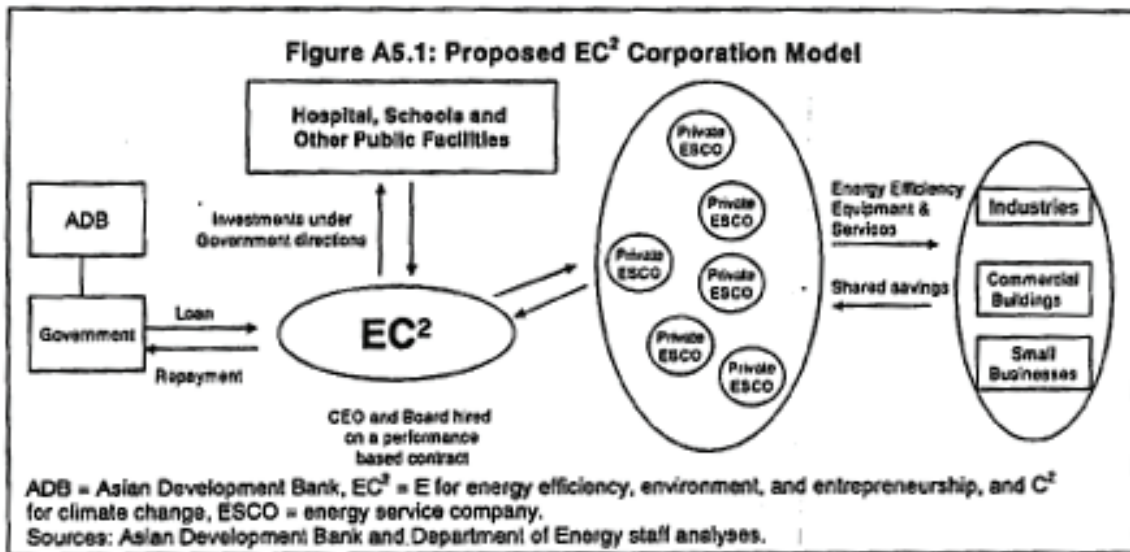 Figure A5.1: Proposed EC² Corporation Model
Hospital, Schools and
Other Public Facilities
ADB
Investments under
Government directions
Government
Loan
Repayment
EC²
CEO and Board hired
on a performance
based contract
Private
ESCO
Private
ESCO
Private
ESCO
Private
ESCO
Private
ESCO
Private
ESCO
Energy Efficiency
Equipment &
Services
Shared savings
Industries
Commercial
Buildings
Small
Businesses
ADB = Asian Development Bank, EC² = E for energy efficiency, environment, and entrepreneurship, and C²
for climate change, ESCO = energy service company.
Sources: Asian Development Bank and Department of Energy staff analyses.